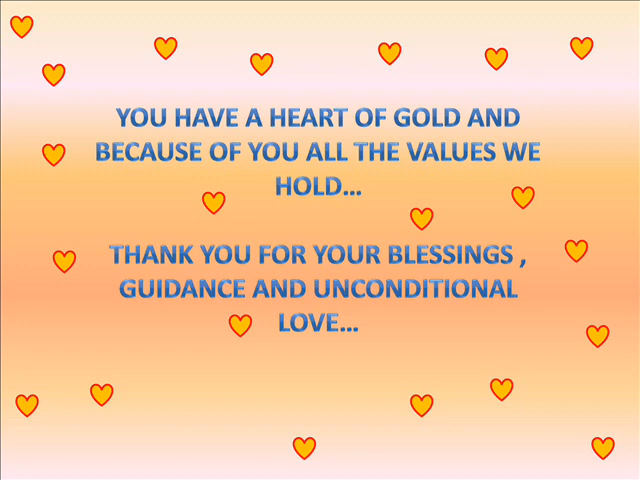 YOU HAVE A HEART OF GOLD AND
BECAUSE OF YOU ALL THE VALUES WE
HOLD...
THANK YOU FOR YOUR BLESSINGS ,
GUIDANCE AND UNCONDITIONAL
LOVE...